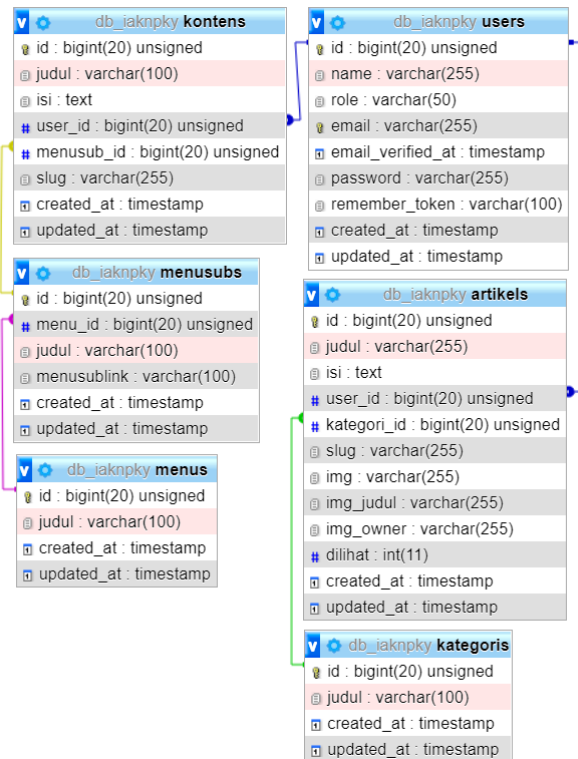 db_iaknpky kontens
id : bigint(20) unsigned
judul : varchar(100)
isi : text
# user_id : bigint(20) unsigned
# menusub_id : bigint(20) unsigned
slug : varchar(255)
created_at : timestamp
updated_at : timestamp
db_iaknpky users
id : bigint(20) unsigned
name : varchar(255)
role : varchar(50)
email : varchar(255)
email_verified_at : timestamp
password : varchar(255)
remember_token : varchar(100)
created_at : timestamp
updated_at : timestamp
db_iaknpky menusubs
id : bigint(20) unsigned
# menu_id : bigint(20) unsigned
judul : varchar(100)
menusublink : varchar(100)
created_at : timestamp
updated_at : timestamp
db_iaknpky artikels
id : bigint(20) unsigned
judul : varchar(255)
isi : text
# user_id : bigint(20) unsigned
# kategori_id : bigint(20) unsigned
slug : varchar(255)
img : varchar(255)
img_judul : varchar(255)
img_owner : varchar(255)
# dilihat : int(11)
created_at : timestamp
updated_at : timestamp
db_iaknpky menus
id : bigint(20) unsigned
judul : varchar(100)
created_at : timestamp
updated_at : timestamp
db_iaknpky kategoris
id : bigint(20) unsigned
judul : varchar(100)
created_at : timestamp
updated_at : timestamp